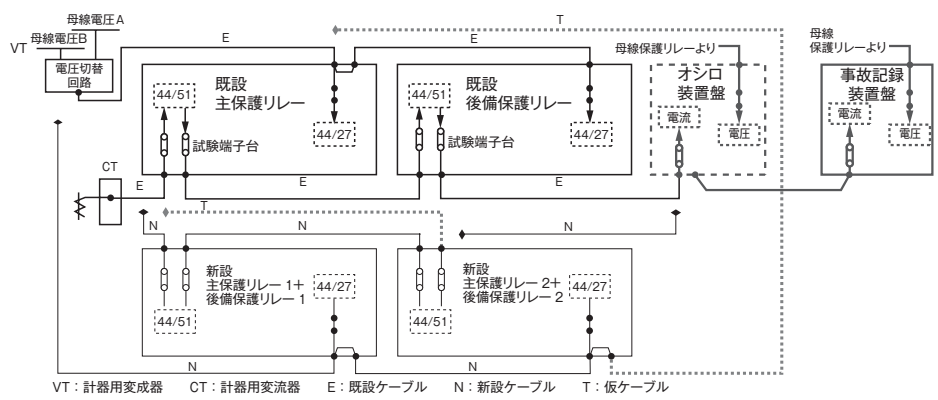 母線電圧A
母線電圧B
VT
電圧切替
回路
E
E
T
母線保護リレーより
母線
保護リレーより
44/51
既設
主保護リレー
44/27
試験端子台
44/51
既設
後備保護リレー
44/27
試験端子台
オシロ
装置盤
電流
電圧
事故記録
装置盤
電流
電圧
CT
E
E
E
T
N
N
N
新設
主保護リレー1+
後備保護リレー1
44/27
44/51
新設
主保護リレー2+
後備保護リレー2
44/27
44/51
N
N
VT:計器用変成器 CT:計器用変流器 E:既設ケーブル N:新設ケーブル T:仮ケーブル